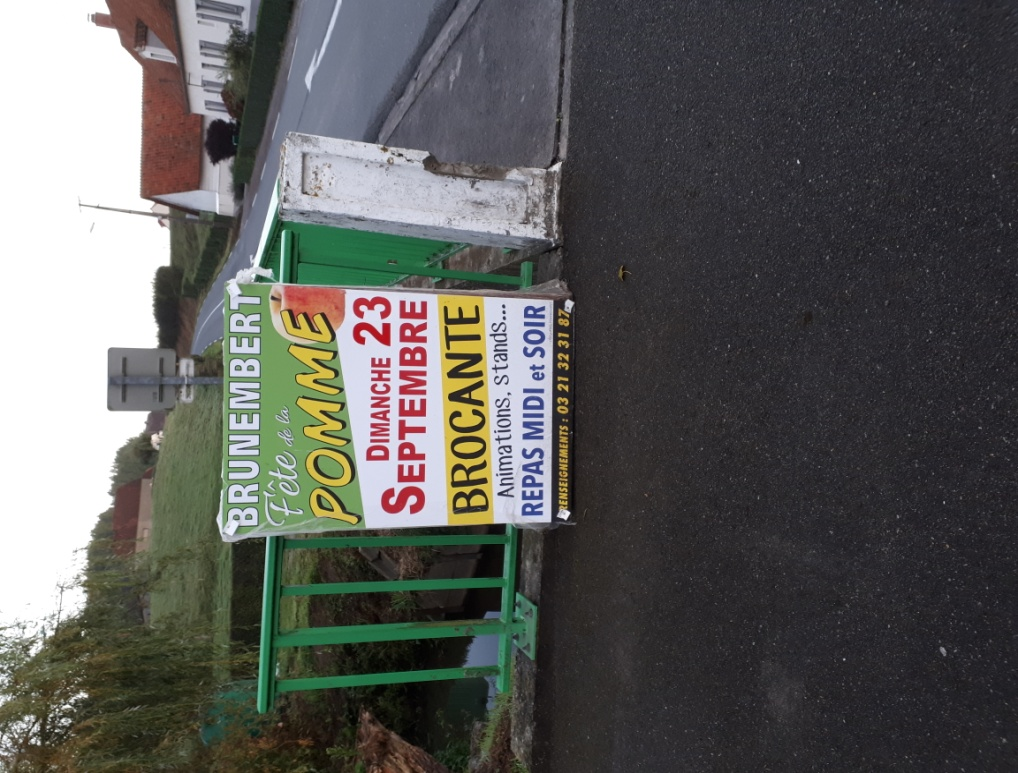 BRUNEMBERT
Fête de la
POMME
DIMANCHE 23
SEPTEMBRE
BROCANTE
Animations, stands...
REPAS MIDI et SOIR
RENSEIGNEMENTS : 03 21 32 31 87